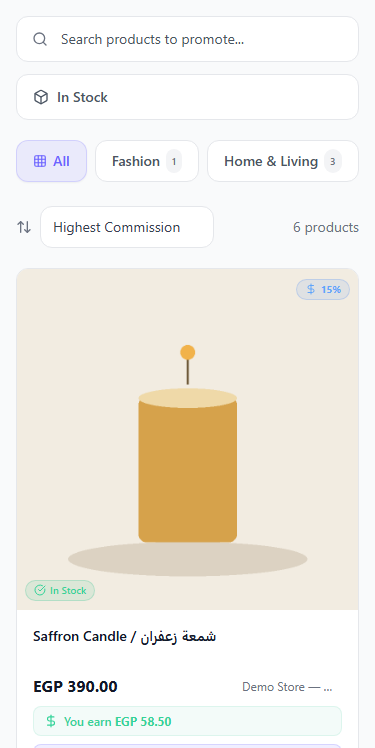 Search products to promote...
In Stock
All
Fashion 1
Home & Living 3
Highest Commission
6 products
$ 15%
In Stock
Saffron Candle / شمعة زعفران
EGP 390.00
Demo Store — ...
$ You earn EGP 58.50